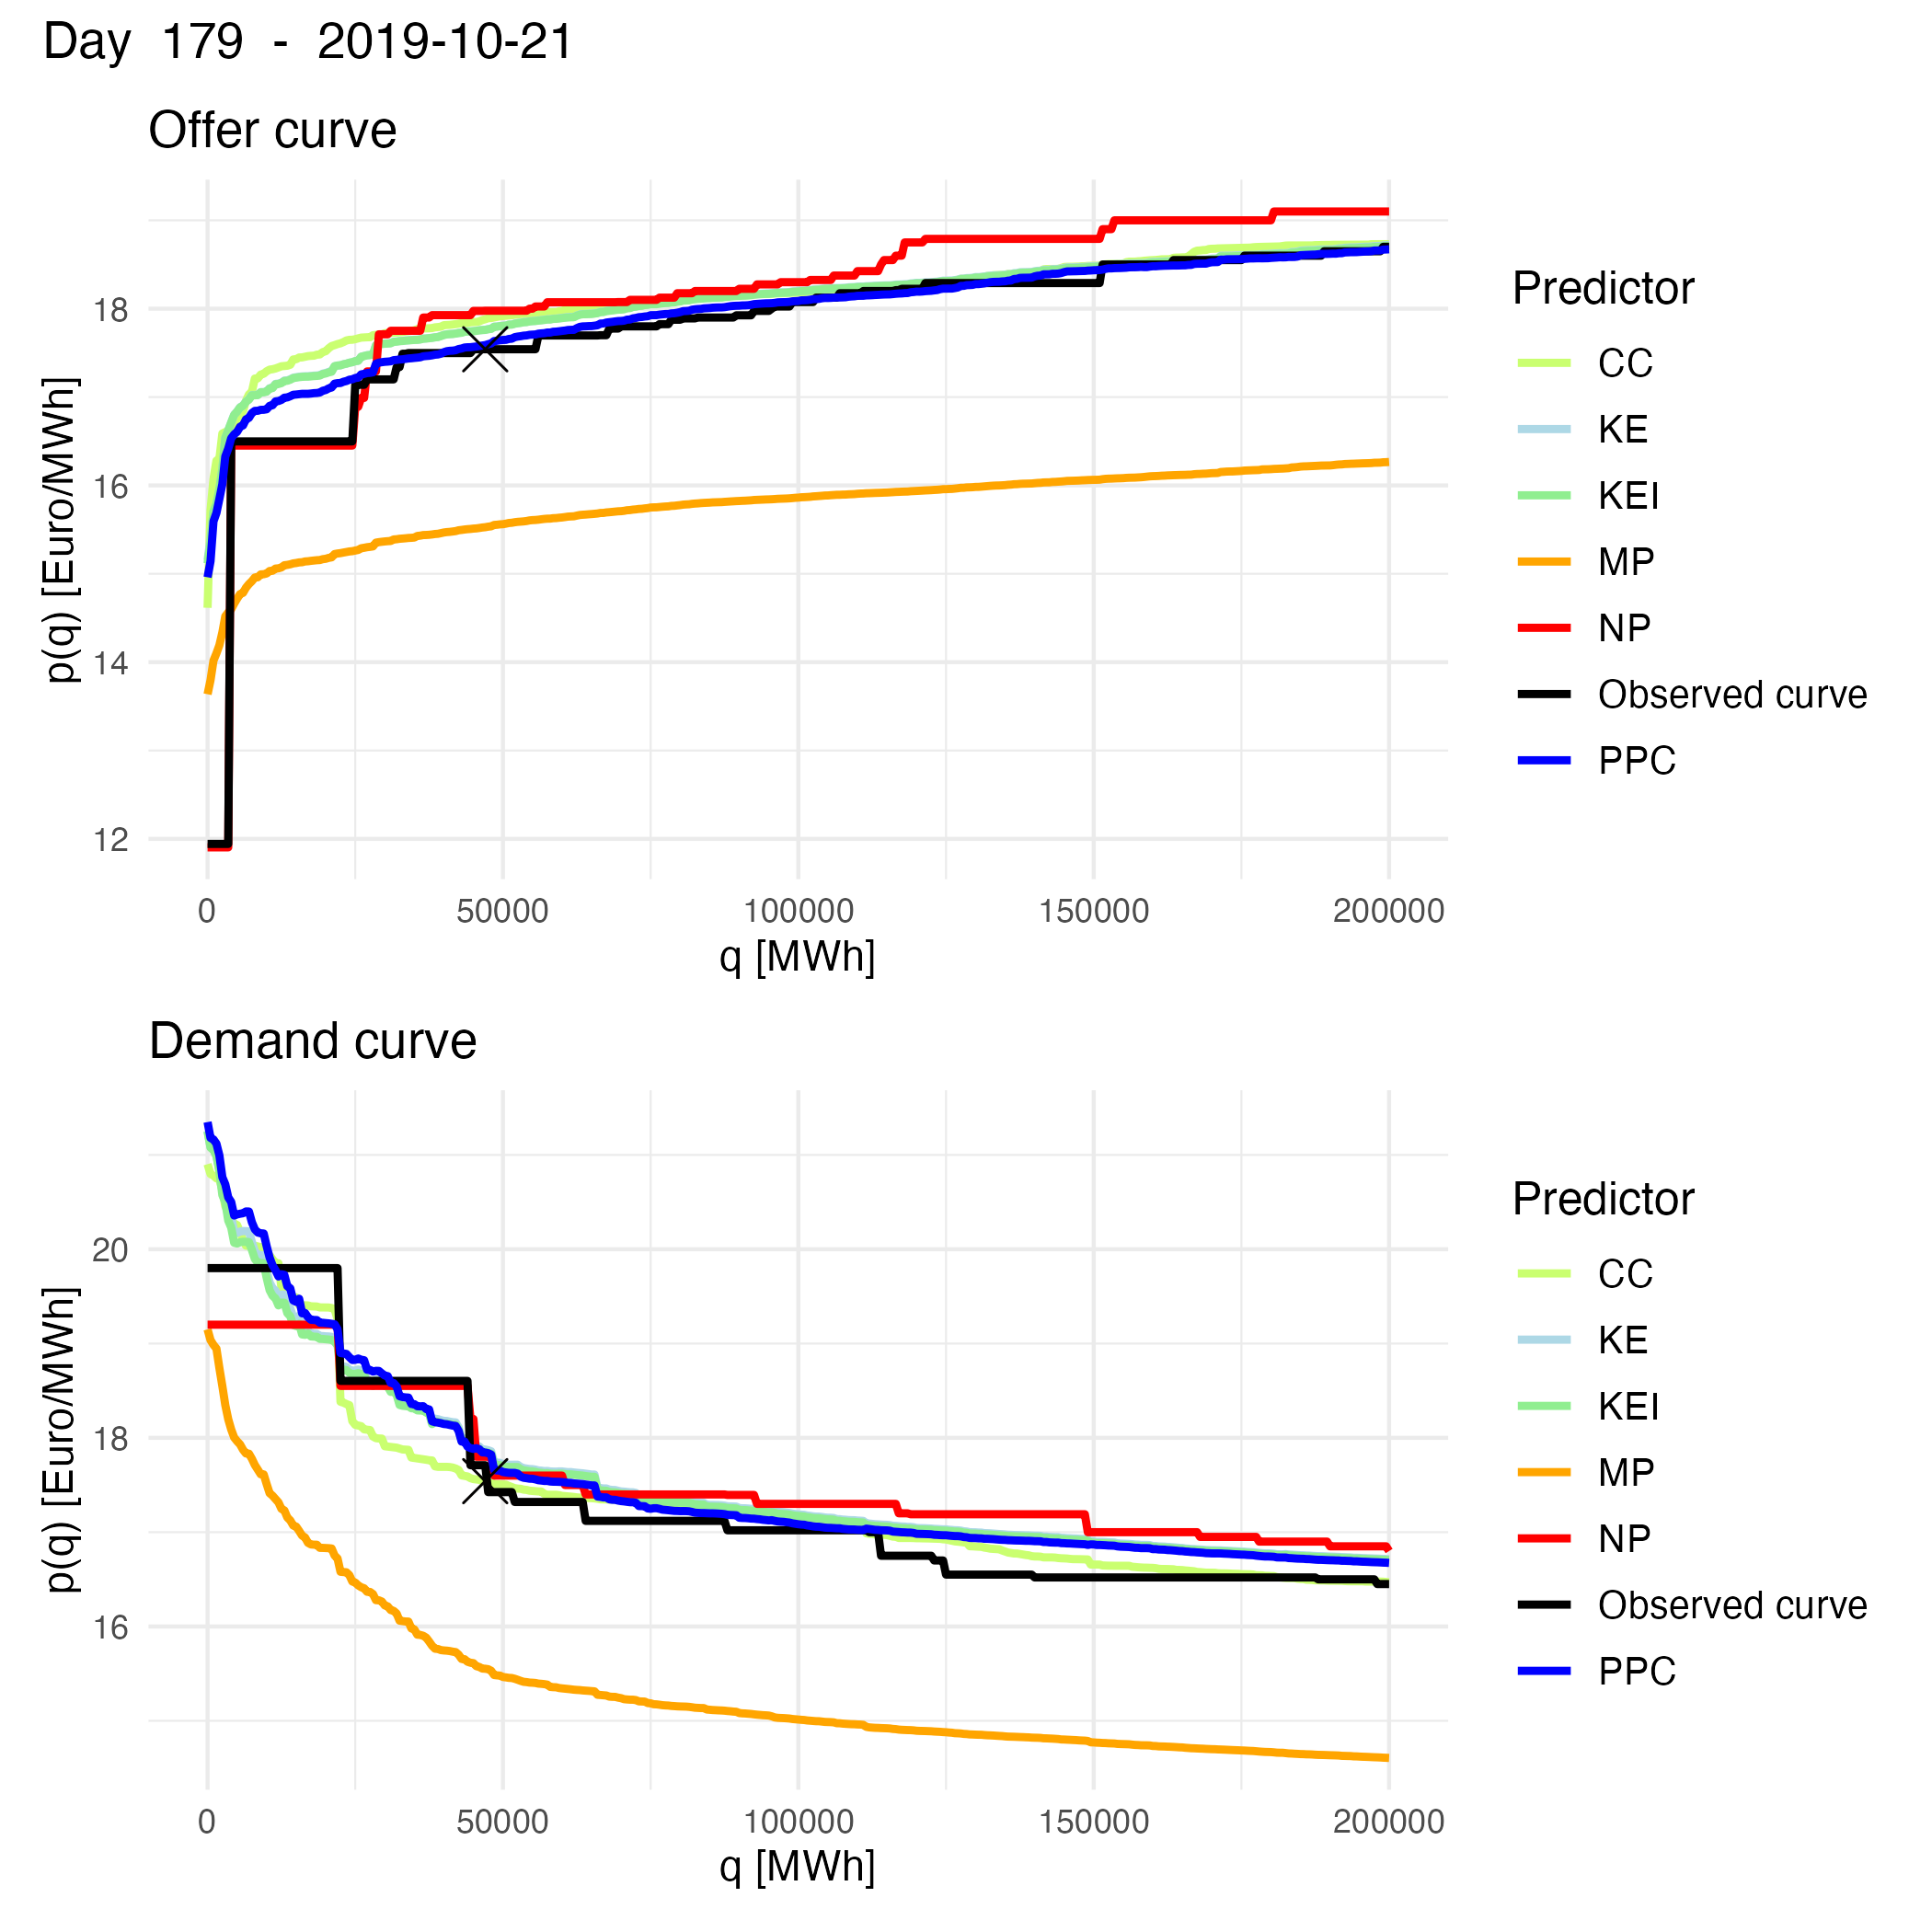 Day 179 - 2019-10-21
Offer curve
p(q) [Euro/MWh]
18
16
14
12
0 50000 100000 150000 200000
q [MWh]
Predictor
CC
KE
KEI
MP
NP
Observed curve
PPC
Demand curve
p(q) [Euro/MWh]
20
18
16
0 50000 100000 150000 200000
q [MWh]
Predictor
CC
KE
KEI
MP
NP
Observed curve
PPC